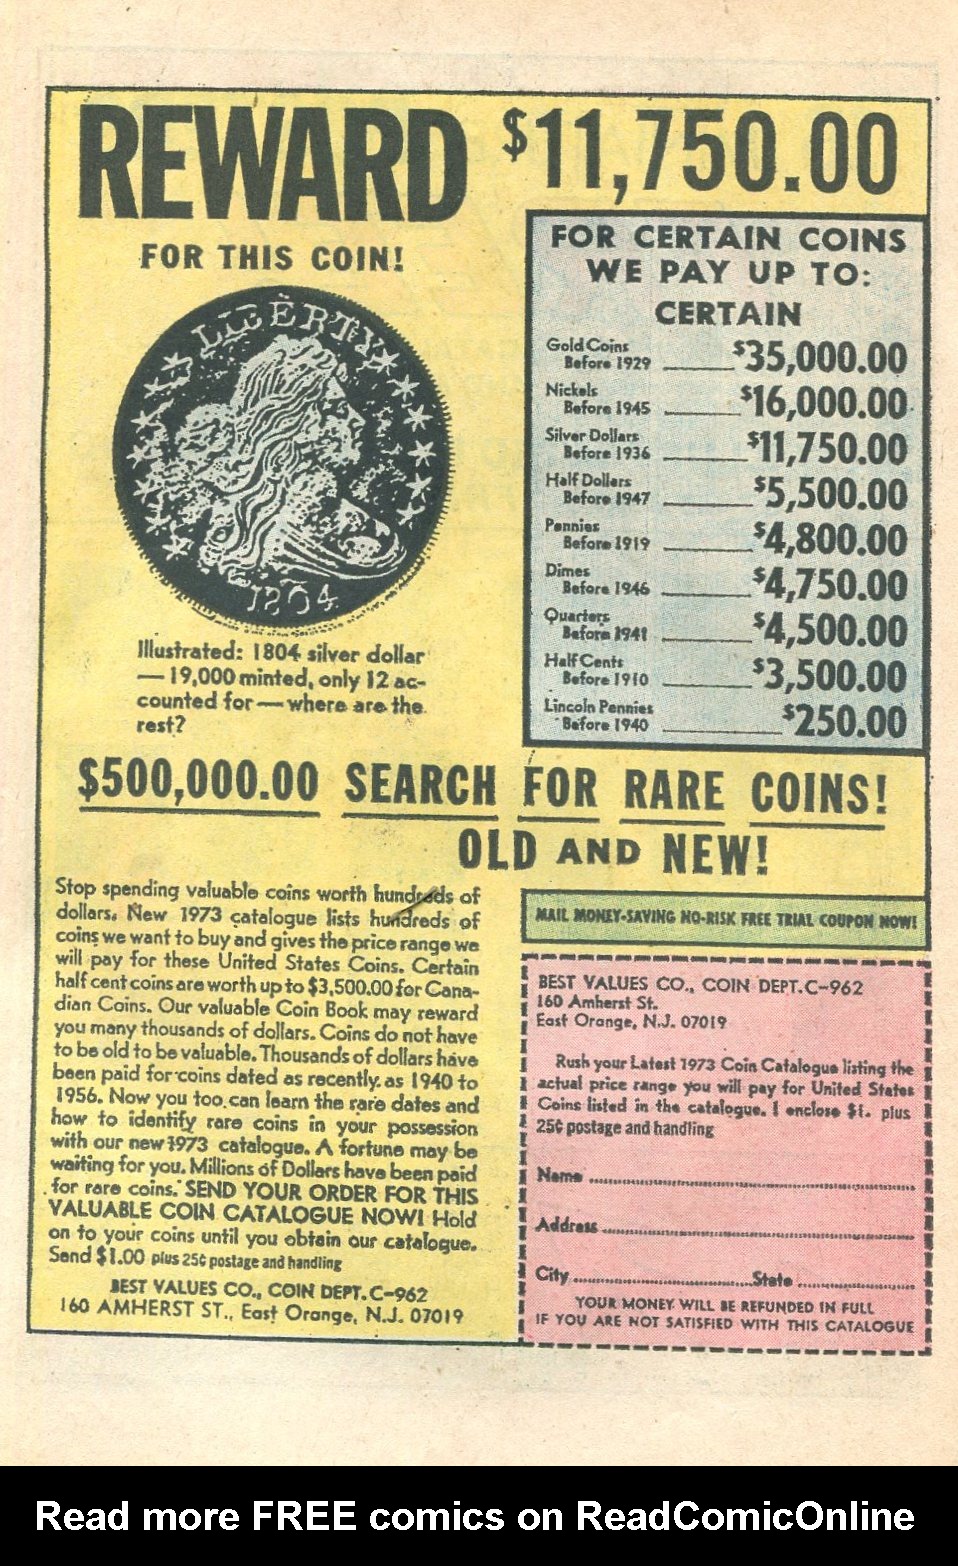 REWARD $11,750.00
FOR THIS COIN!
LIBERTY
1804
Illustrated: 1804 silver dollar
— 19,000 minted, only 12 ac-
counted for — where are the
rest?
FOR CERTAIN COINS
WE PAY UP TO:
CERTAIN
Gold Coins
Before 1929 $35,000.00
Nickels
Before 1945 $16,000.00
Silver Dollars
Before 1936 $11,750.00
Half Dollars
Before 1947 $5,500.00
Pennies
Before 1919 $4,800.00
Dimes
Before 1946 $4,750.00
Quarters
Before 1941 $4,500.00
Half Cents
Before 1910 $3,500.00
Lincoln Pennies
Before 1940 $250.00
$500,000.00 SEARCH FOR RARE COINS!
OLD AND NEW!
Stop spending valuable coins worth hundreds of
dollars. New 1973 catalogue lists hundreds of
coins we want to buy and gives the price range we
will pay for these United States Coins. Certain
half cent coins are worth up to $3,500.00 for Cana-
dian Coins. Our valuable Coin Book may reward
you many thousands of dollars. Coins do not have
to be old to be valuable. Thousands of dollars have
been paid for coins dated as recently as 1940 to
1956. Now you too can learn the rare dates and
how to identify rare coins in your possession
with our new 1973 catalogue. A fortune may be
waiting for you. Millions of Dollars have been paid
for rare coins. SEND YOUR ORDER FOR THIS
VALUABLE COIN CATALOGUE NOW! Hold
on to your coins until you obtain our catalogue.
Send $1.00 plus 25¢ postage and handling
BEST VALUES CO., COIN DEPT. C-962
160 AMHERST ST., East Orange, N.J. 07019
MAIL MONEY-SAVING NO-RISK FREE TRIAL COUPON NOW!
BEST VALUES CO., COIN DEPT. C-962
160 Amherst St.
East Orange, N.J. 07019
Rush your Latest 1973 Coin Catalogue listing the
actual price range you will pay for United States
Coins listed in the catalogue. I enclose $1. plus
25¢ postage and handling
Name
Address
City State
YOUR MONEY WILL BE REFUNDED IN FULL
IF YOU ARE NOT SATISFIED WITH THIS CATALOGUE
Read more FREE comics on ReadComicOnline